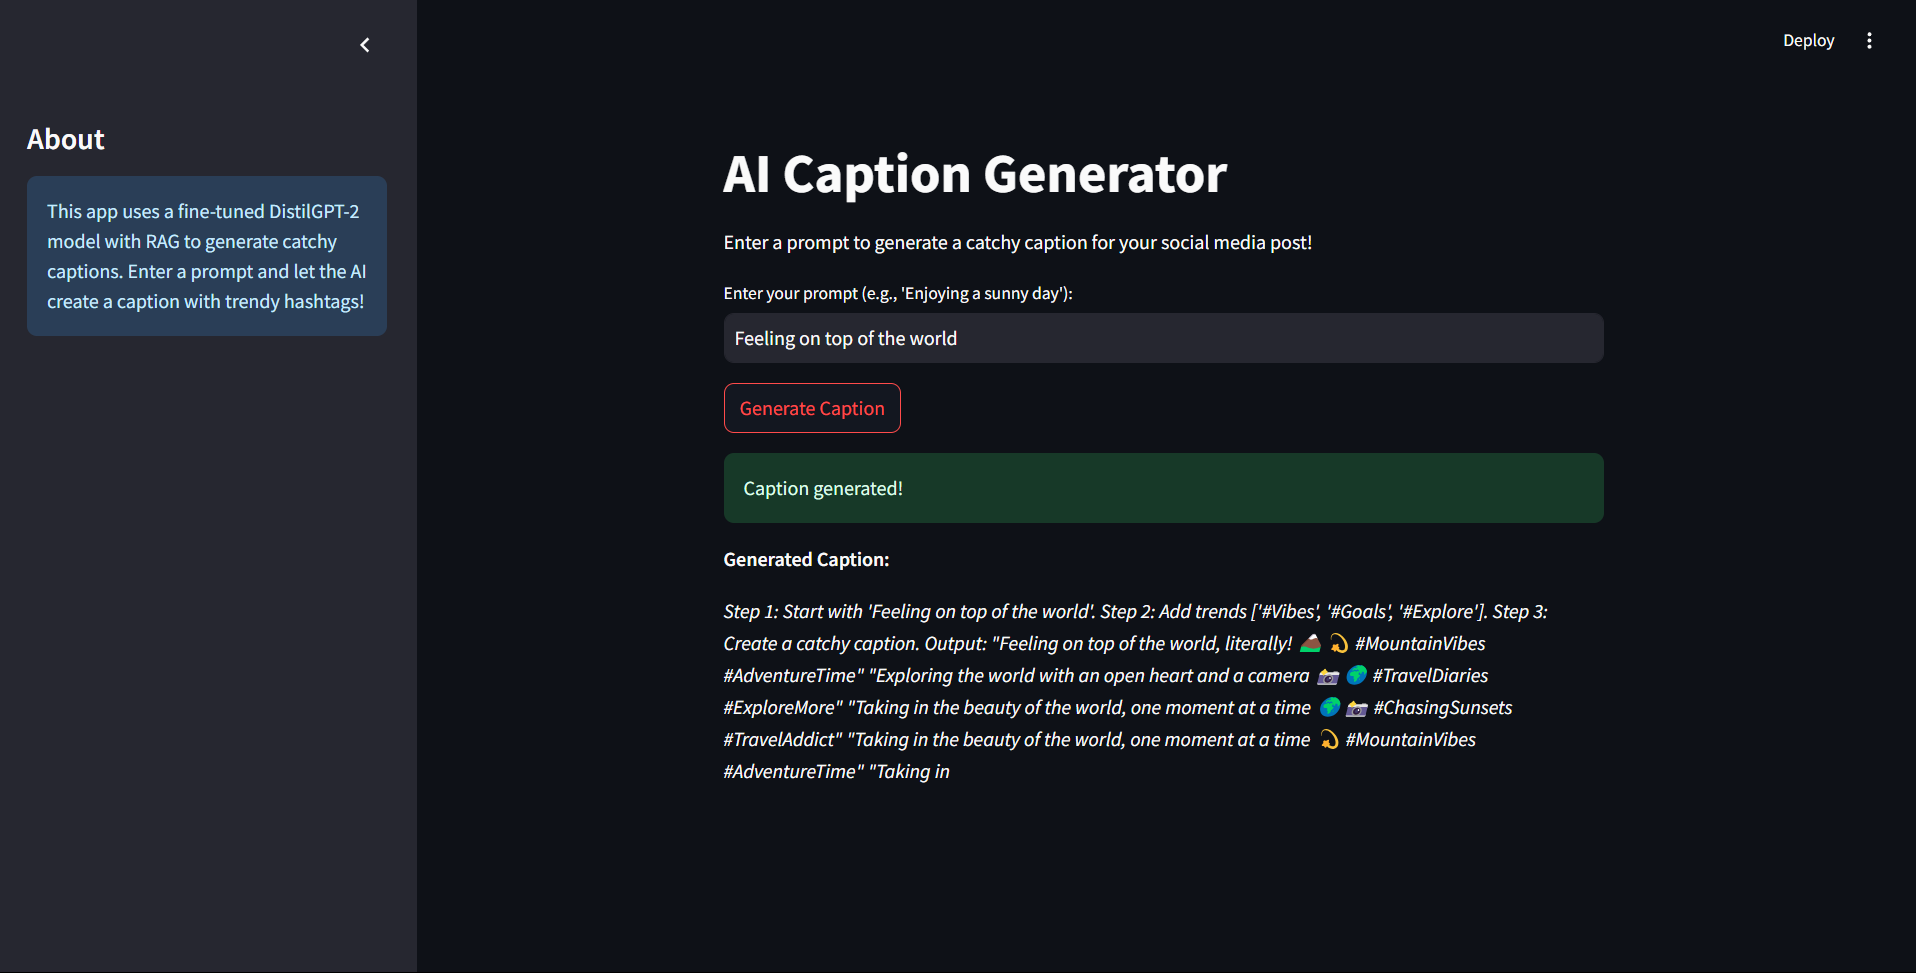 Deploy
About
This app uses a fine-tuned DistilGPT-2
model with RAG to generate catchy
captions. Enter a prompt and let the AI
create a caption with trendy hashtags!
AI Caption Generator
Enter a prompt to generate a catchy caption for your social media post!
Enter your prompt (e.g., 'Enjoying a sunny day'):
Feeling on top of the world
Generate Caption
Caption generated!
Generated Caption:
Step 1: Start with 'Feeling on top of the world'. Step 2: Add trends ['#Vibes', '#Goals', '#Explore']. Step 3:
Create a catchy caption. Output: "Feeling on top of the world, literally! 🏔️ 💫 #MountainVibes
#AdventureTime" "Exploring the world with an open heart and a camera 📸 🌍 #TravelDiaries
#ExploreMore" "Taking in the beauty of the world, one moment at a time 🌍 📸 #ChasingSunsets
#TravelAddict" "Taking in the beauty of the world, one moment at a time 💫 #MountainVibes
#AdventureTime" "Taking in